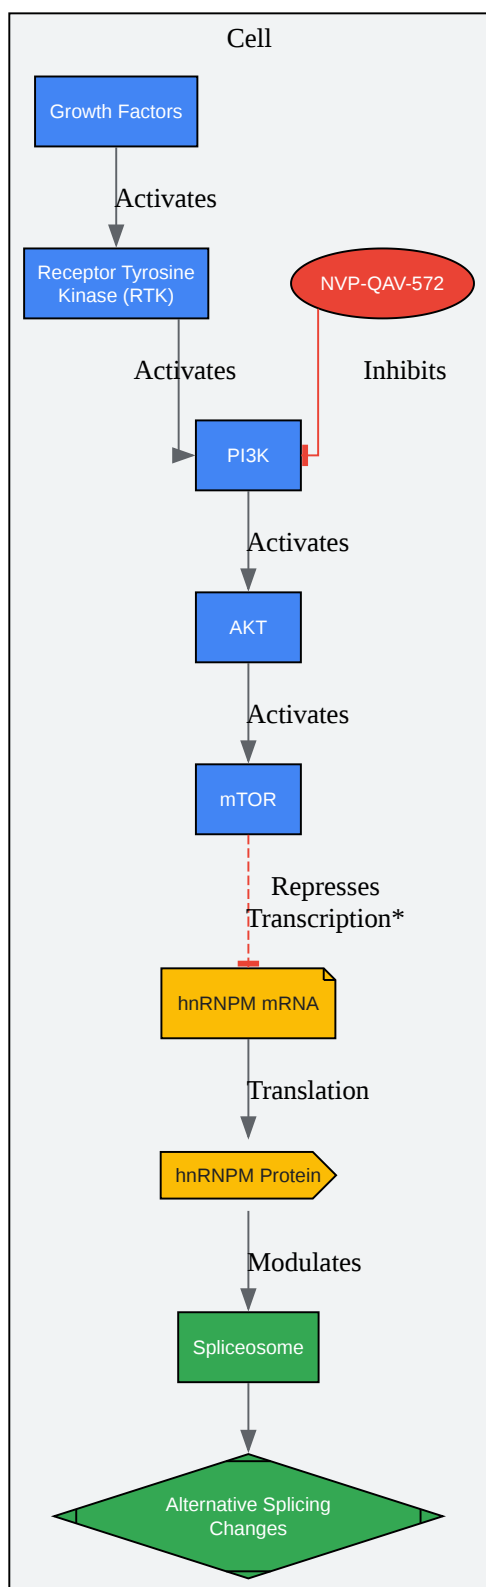 Cell
Growth Factors
Activates
Receptor Tyrosine
Kinase (RTK)
NVP-QAV-572
Activates
Inhibits
PI3K
Activates
AKT
Activates
mTOR
Represses
Transcription*
hnRNPM mRNA
Translation
hnRNPM Protein
Modulates
Spliceosome
Alternative Splicing
Changes